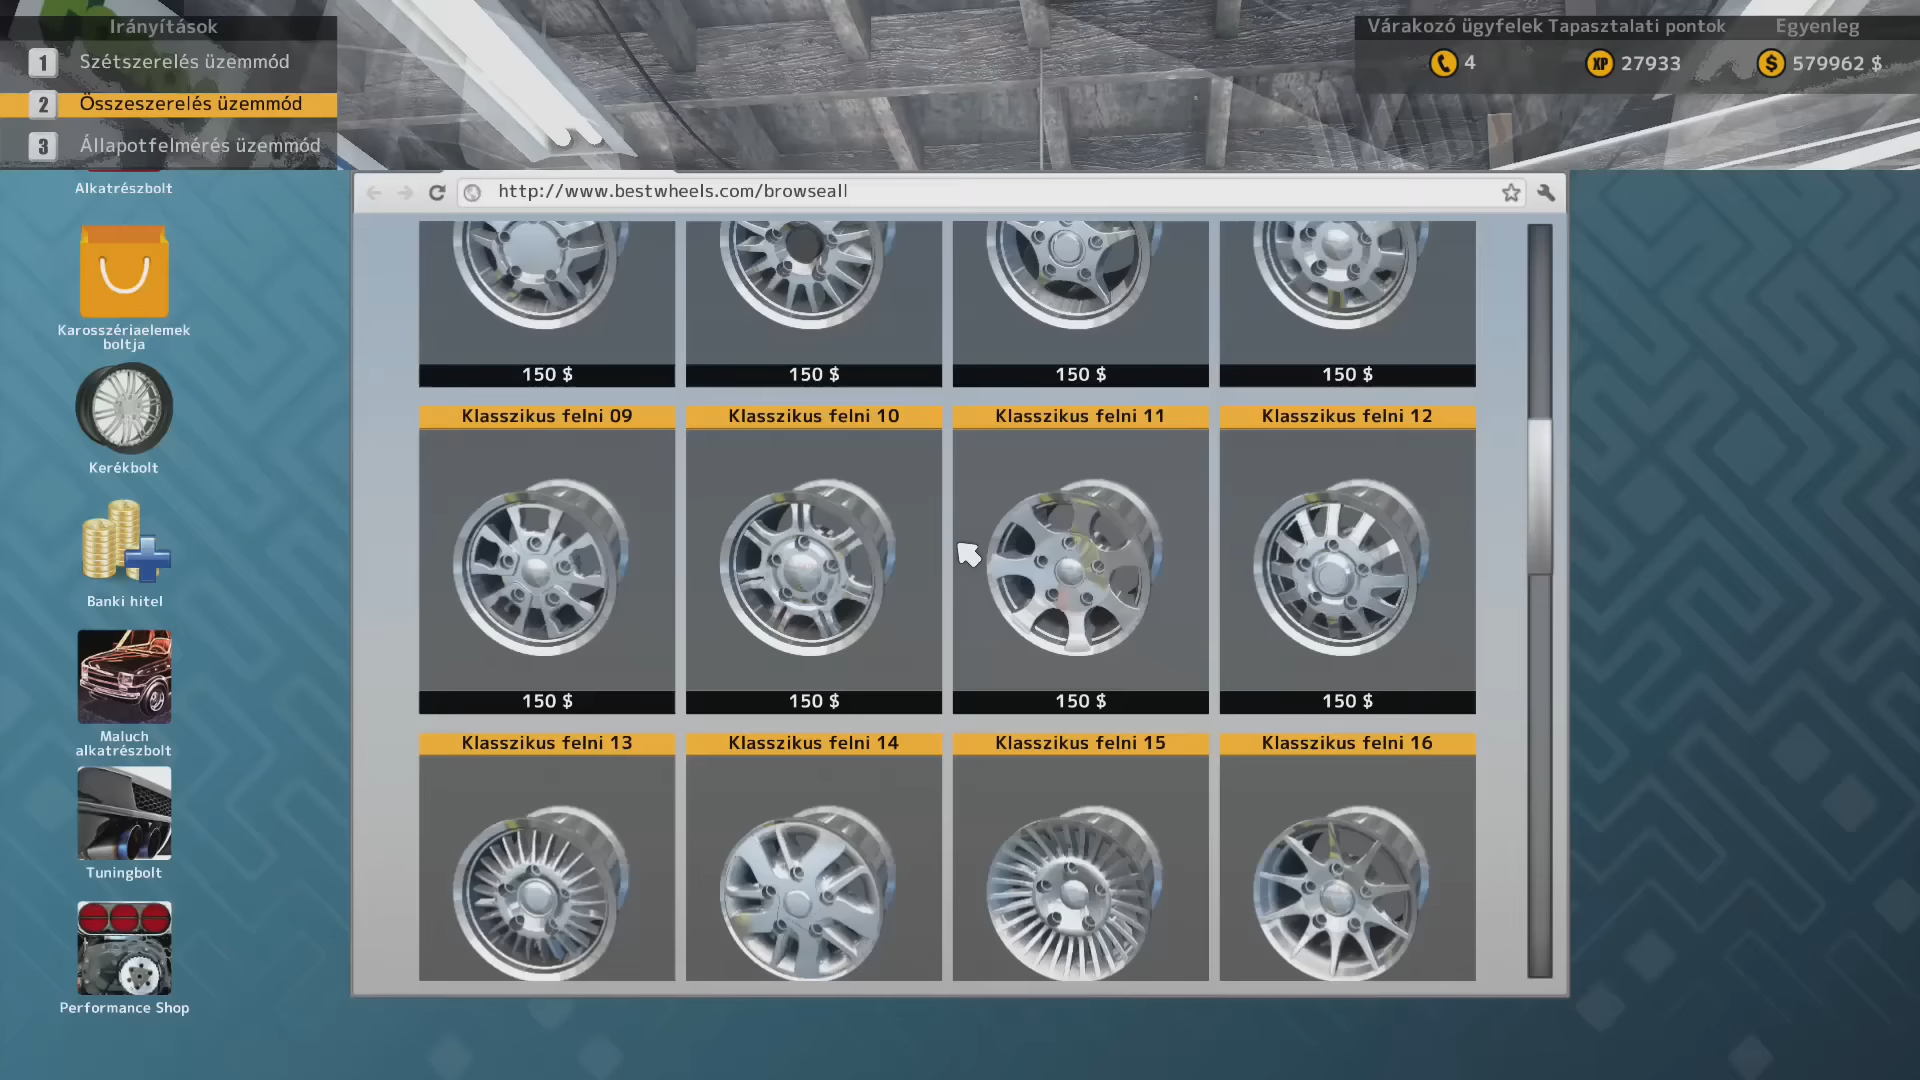 Irányítások
1 Szétszerelés üzemmód
2 Összeszerelés üzemmód
3 Állapotfelmérés üzemmód
Várakozó ügyfelek Tapasztalati pontok Egyenleg
4 XP 27933 $ 579962 $
Alkatrészbolt
Karosszériaelemek
boltja
Kerékbolt
Banki hitel
Maluch
alkatrészbolt
Tuningbolt
Performance Shop
http://www.bestwheels.com/browseall
150 $ 150 $ 150 $ 150 $
Klasszikus felni 09 Klasszikus felni 10 Klasszikus felni 11 Klasszikus felni 12
150 $ 150 $ 150 $ 150 $
Klasszikus felni 13 Klasszikus felni 14 Klasszikus felni 15 Klasszikus felni 16